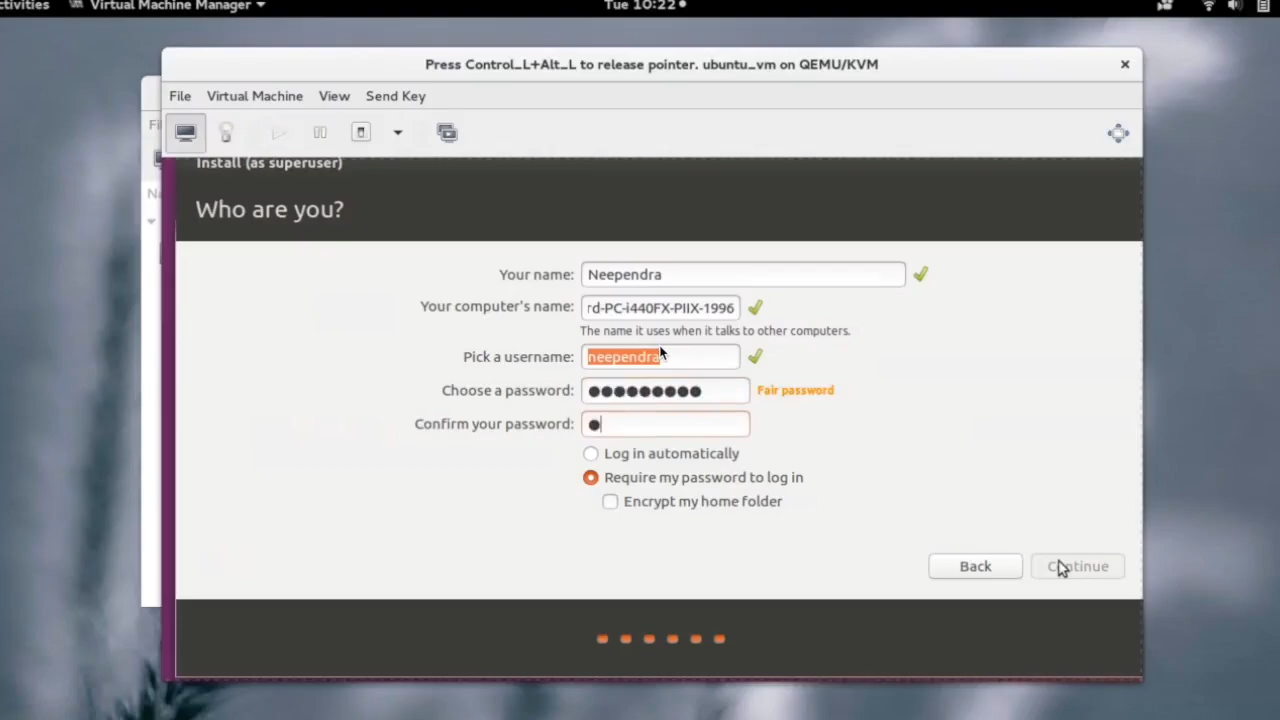 ctivities Virtual Machine Manager Tue 10:22
Press Control_L+Alt_L to release pointer. ubuntu_vm on QEMU/KVM
File Virtual Machine View Send Key
Install (as superuser)
Who are you?
Your name: Neependra
Your computer's name: rd-PC-i440FX-PIIX-1996
The name it uses when it talks to other computers.
Pick a username: neependra
Choose a password: Fair password
Confirm your password:
Log in automatically
Require my password to log in
Encrypt my home folder
Back Continue